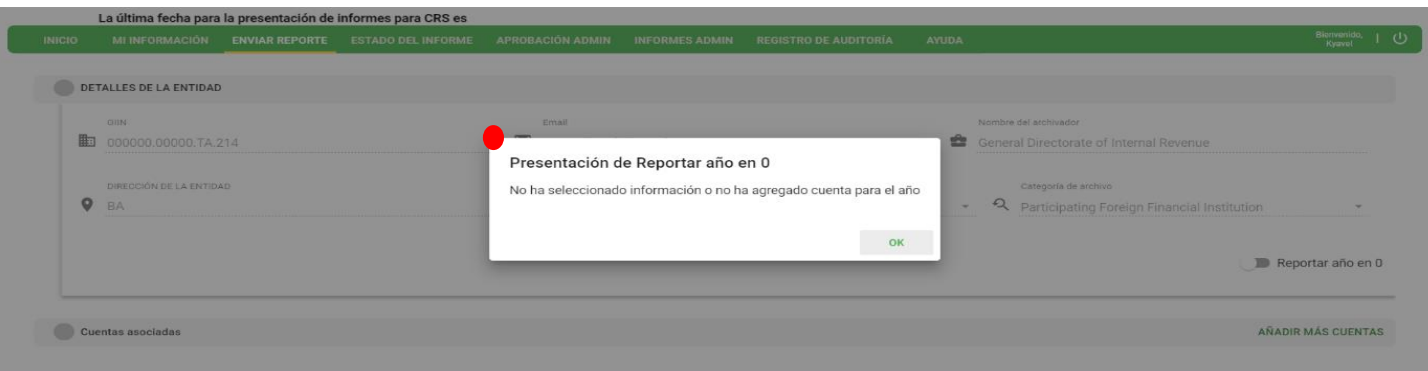 La última fecha para la presentación de informes para CRS es
INICIO MI INFORMACIÓN ENVIAR REPORTE ESTADO DEL INFORME APROBACIÓN ADMIN INFORMES ADMIN REGISTRO DE AUDITORÍA AYUDA Bienvenido,
Kyavol
DETALLES DE LA ENTIDAD
GIIN Email Nombre del archivador
000000.00000.TA.214 General Directorate of Internal Revenue
Presentación de Reportar año en 0
No ha seleccionado información o no ha agregado cuenta para el año
OK
DIRECCIÓN DE LA ENTIDAD Categoría de archivo
BA Participating Foreign Financial Institution
Reportar año en 0
Cuentas asociadas AÑADIR MÁS CUENTAS